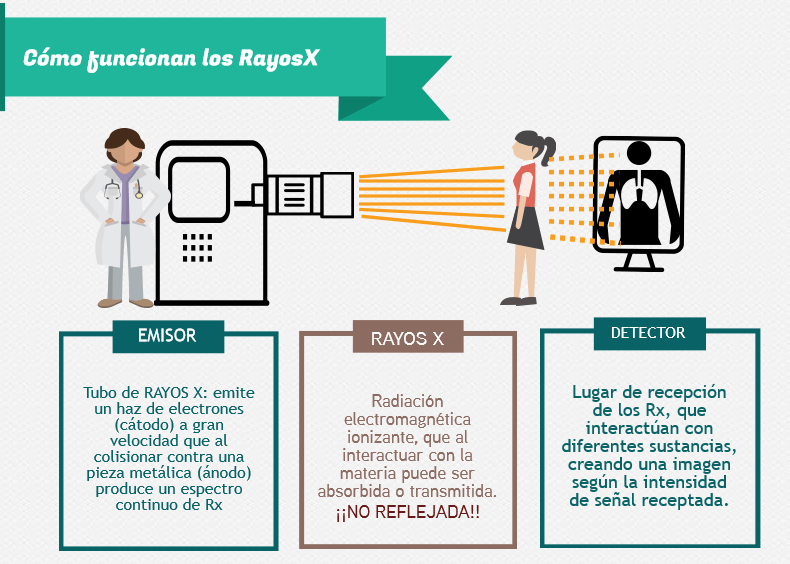 Cómo funcionan los RayosX
EMISOR
Tubo de RAYOS X: emite
un haz de electrones
(cátodo) a gran
velocidad que al
colisionar contra una
pieza metálica (ánodo)
produce un espectro
continuo de Rx
RAYOS X
Radiación
electromagnética
ionizante, que al
interactuar con la
materia puede ser
absorbida o transmitida.
¡¡NO REFLEJADA!!
DETECTOR
Lugar de recepción
de los Rx, que
interactúan con
diferentes sustancias,
creando una imagen
según la intensidad
de señal receptada.